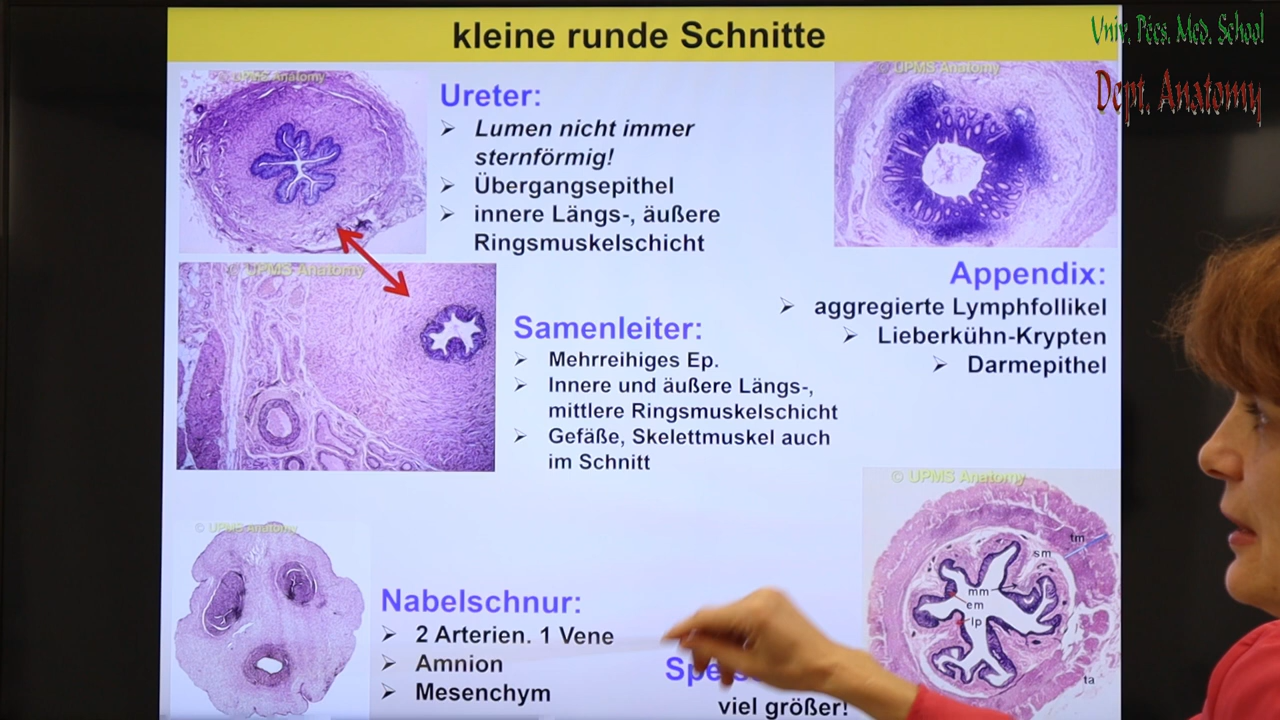 kleine runde Schnitte
Univ. Pécs. Med. School
Dept. Anatomy
© UPMS Anatomy
Ureter:
Lumen nicht immer
sternförmig!
Übergangsepithel
innere Längs-, äußere
Ringsmuskelschicht
© UPMS Anatomy
Appendix:
aggregierte Lymphfollikel
Lieberkühn-Krypten
Darmepithel
© UPMS Anatomy
Samenleiter:
Mehrreihiges Ep.
Innere und äußere Längs-,
mittlere Ringsmuskelschicht
Gefäße, Skelettmuskel auch
im Schnitt
© UPMS Anatomy
Nabelschnur:
2 Arterien. 1 Vene
Amnion
Mesenchym
viel größer!
© UPMS Anatomy
tm
sm
mm
em
lp
ta